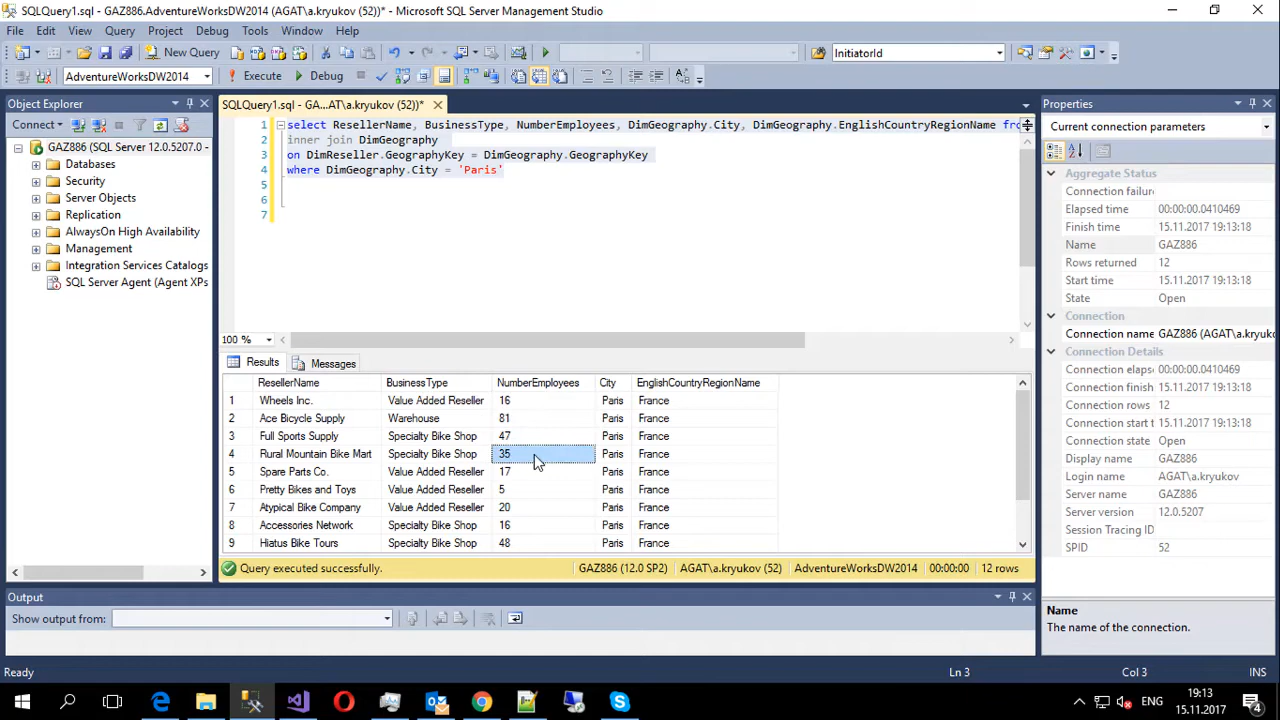 SQLQuery1.sql - GAZ886.AdventureWorksDW2014 (AGAT\a.kryukov (52))* - Microsoft SQL Server Management Studio
File Edit View Query Project Debug Tools Window Help
New Query InitiatorId
AdventureWorksDW2014 Execute Debug
Object Explorer
Connect
GAZ886 (SQL Server 12.0.5207.0 -
Databases
Security
Server Objects
Replication
AlwaysOn High Availability
Management
Integration Services Catalogs
SQL Server Agent (Agent XPs
SQLQuery1.sql - GA...AT\a.kryukov (52))*
1 select ResellerName, BusinessType, NumberEmployees, DimGeography.City, DimGeography.EnglishCountryRegionName
2 inner join DimGeography
3 on DimReseller.GeographyKey = DimGeography.GeographyKey
4 where DimGeography.City = 'Paris'
5
6
7
100 %
Results Messages
ResellerName BusinessType NumberEmployees City EnglishCountryRegionName
1 Wheels Inc. Value Added Reseller 16 Paris France
2 Ace Bicycle Supply Warehouse 81 Paris France
3 Full Sports Supply Specialty Bike Shop 47 Paris France
4 Rural Mountain Bike Mart Specialty Bike Shop 35 Paris France
5 Spare Parts Co. Value Added Reseller 17 Paris France
6 Pretty Bikes and Toys Value Added Reseller 5 Paris France
7 Atypical Bike Company Value Added Reseller 20 Paris France
8 Accessories Network Specialty Bike Shop 16 Paris France
9 Hiatus Bike Tours Specialty Bike Shop 48 Paris France
Query executed successfully. GAZ886 (12.0 SP2) AGAT\a.kryukov (52) AdventureWorksDW2014 00:00:00 12 rows
Properties
Current connection parameters
Aggregate Status
Connection failure
Elapsed time 00:00:00.0410469
Finish time 15.11.2017 19:13:18
Name GAZ886
Rows returned 12
Start time 15.11.2017 19:13:18
State Open
Connection
Connection name GAZ886 (AGAT\a.kryukov
Connection Details
Connection elaps 00:00:00.0410469
Connection finish 15.11.2017 19:13:18
Connection rows 12
Connection start 15.11.2017 19:13:18
Connection state Open
Display name GAZ886
Login name AGAT\a.kryukov
Server name GAZ886
Server version 12.0.5207
Session Tracing ID
SPID 52
Name
The name of the connection.
Output
Show output from:
Ready Ln 3 Col 3 INS
ENG 19:13
15.11.2017 4